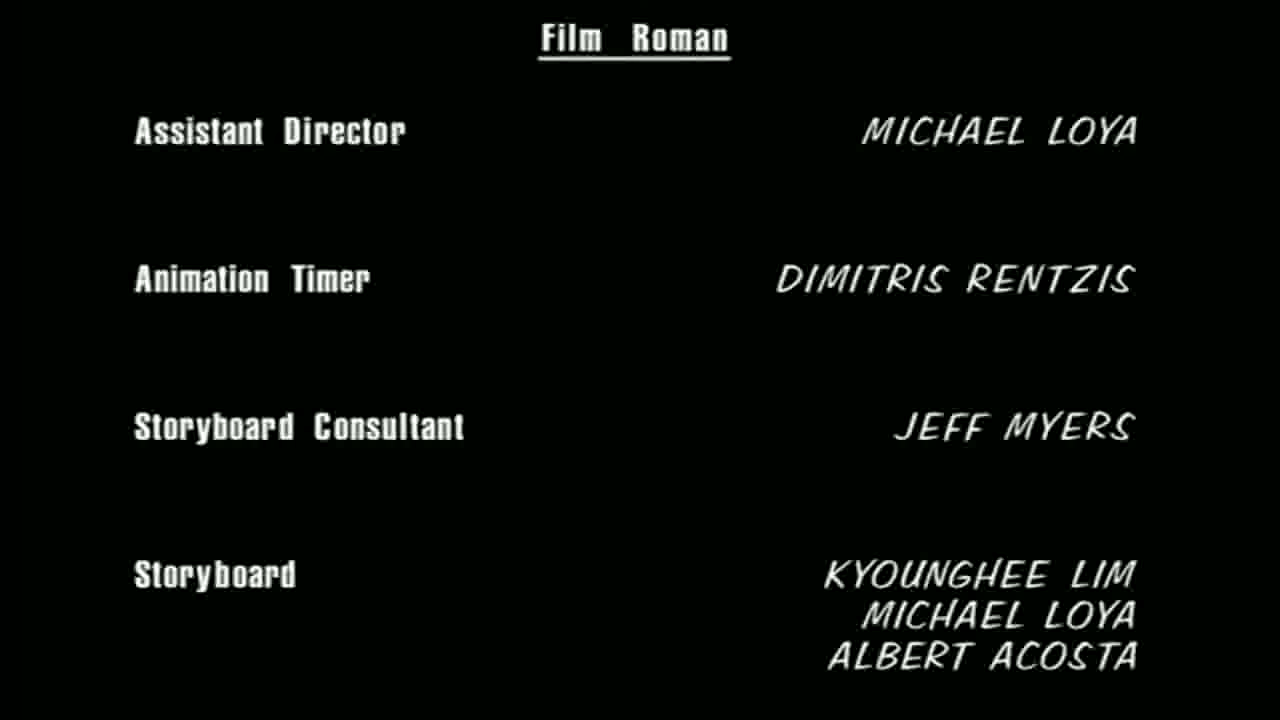 Film Roman
Assistant Director MICHAEL LOYA
Animation Timer DIMITRIS RENTZIS
Storyboard Consultant JEFF MYERS
Storyboard KYOUNGHEE LIM
MICHAEL LOYA
ALBERT ACOSTA